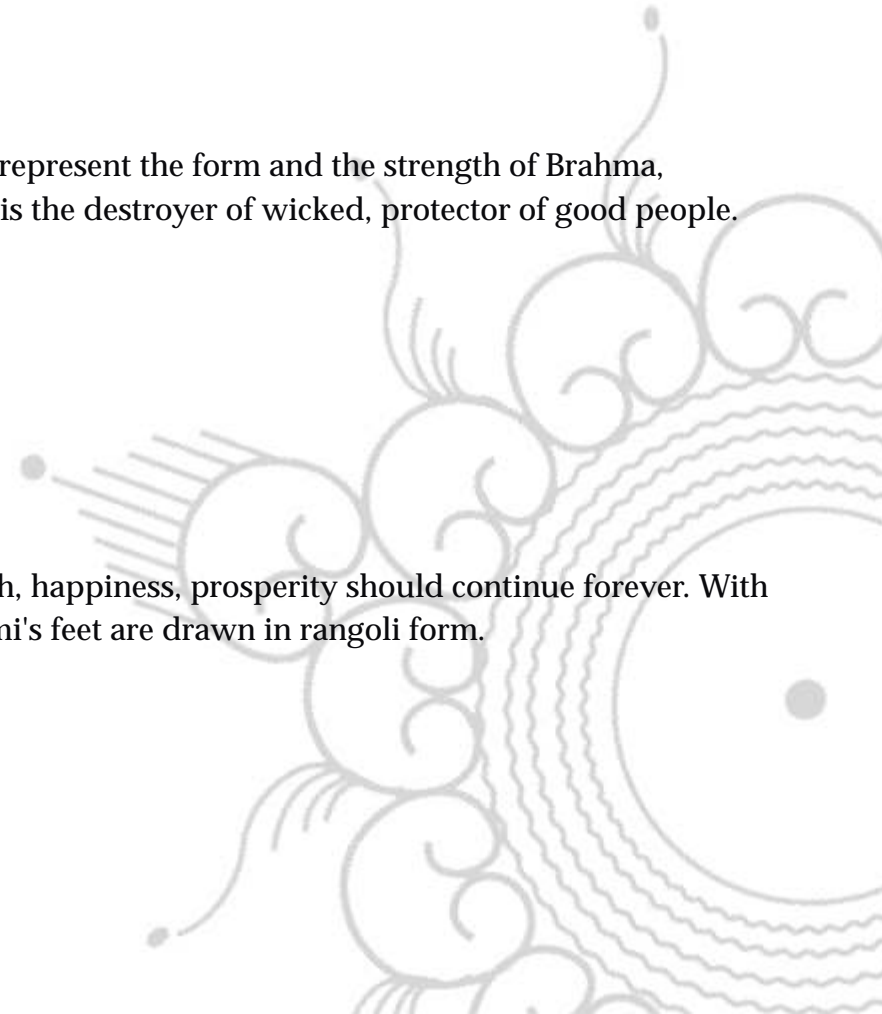 represent the form and the strength of Brahma,
is the destroyer of wicked, protector of good people.
h, happiness, prosperity should continue forever. With
mi's feet are drawn in rangoli form.